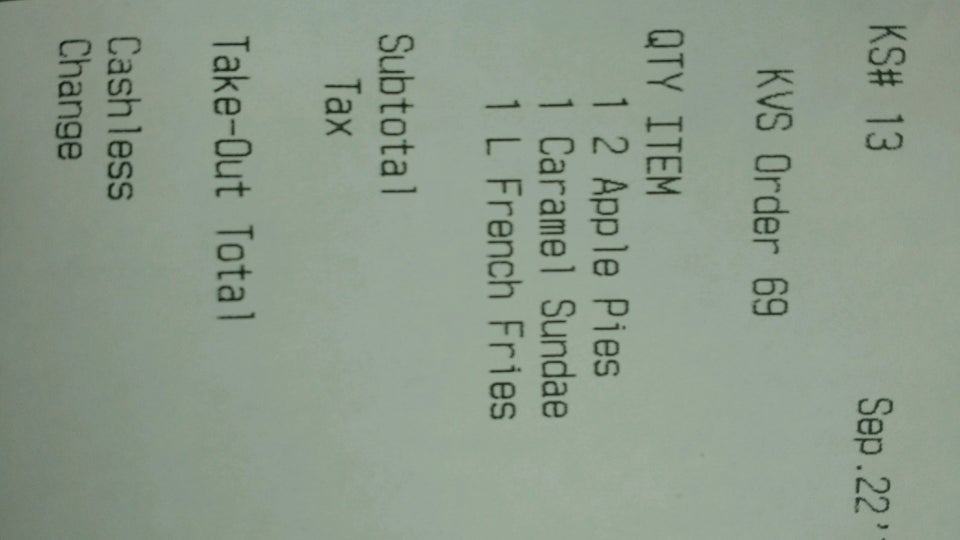 KS# 13 Sep.22'
KVS Order 69
QTY ITEM
1 2 Apple Pies
1 Caramel Sundae
1 L French Fries
Subtotal
Tax
Take-Out Total
Cashless
Change